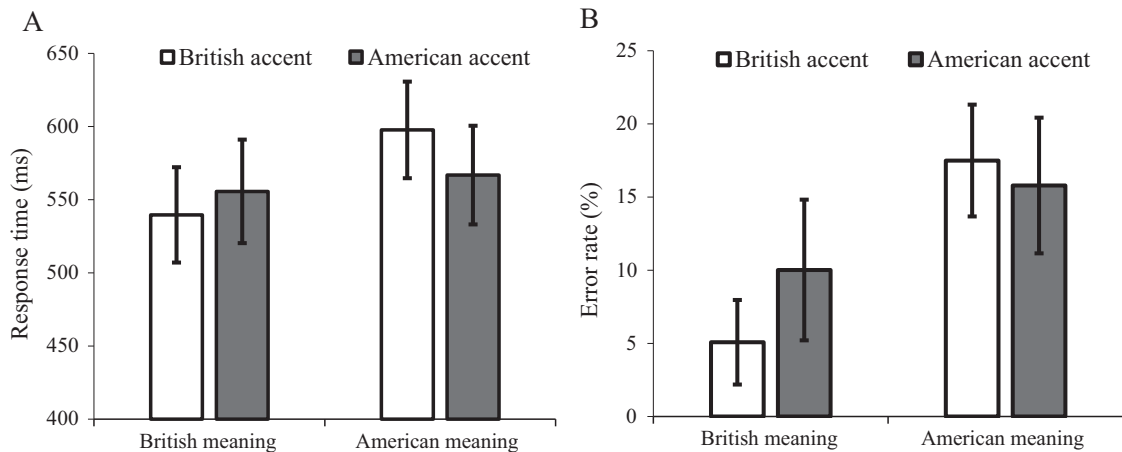 A
650
600
550
500
450
400
Response time (ms)
British accent
American accent
British meaning
American meaning
B
25
20
15
10
5
0
Error rate (%)
British accent
American accent
British meaning
American meaning